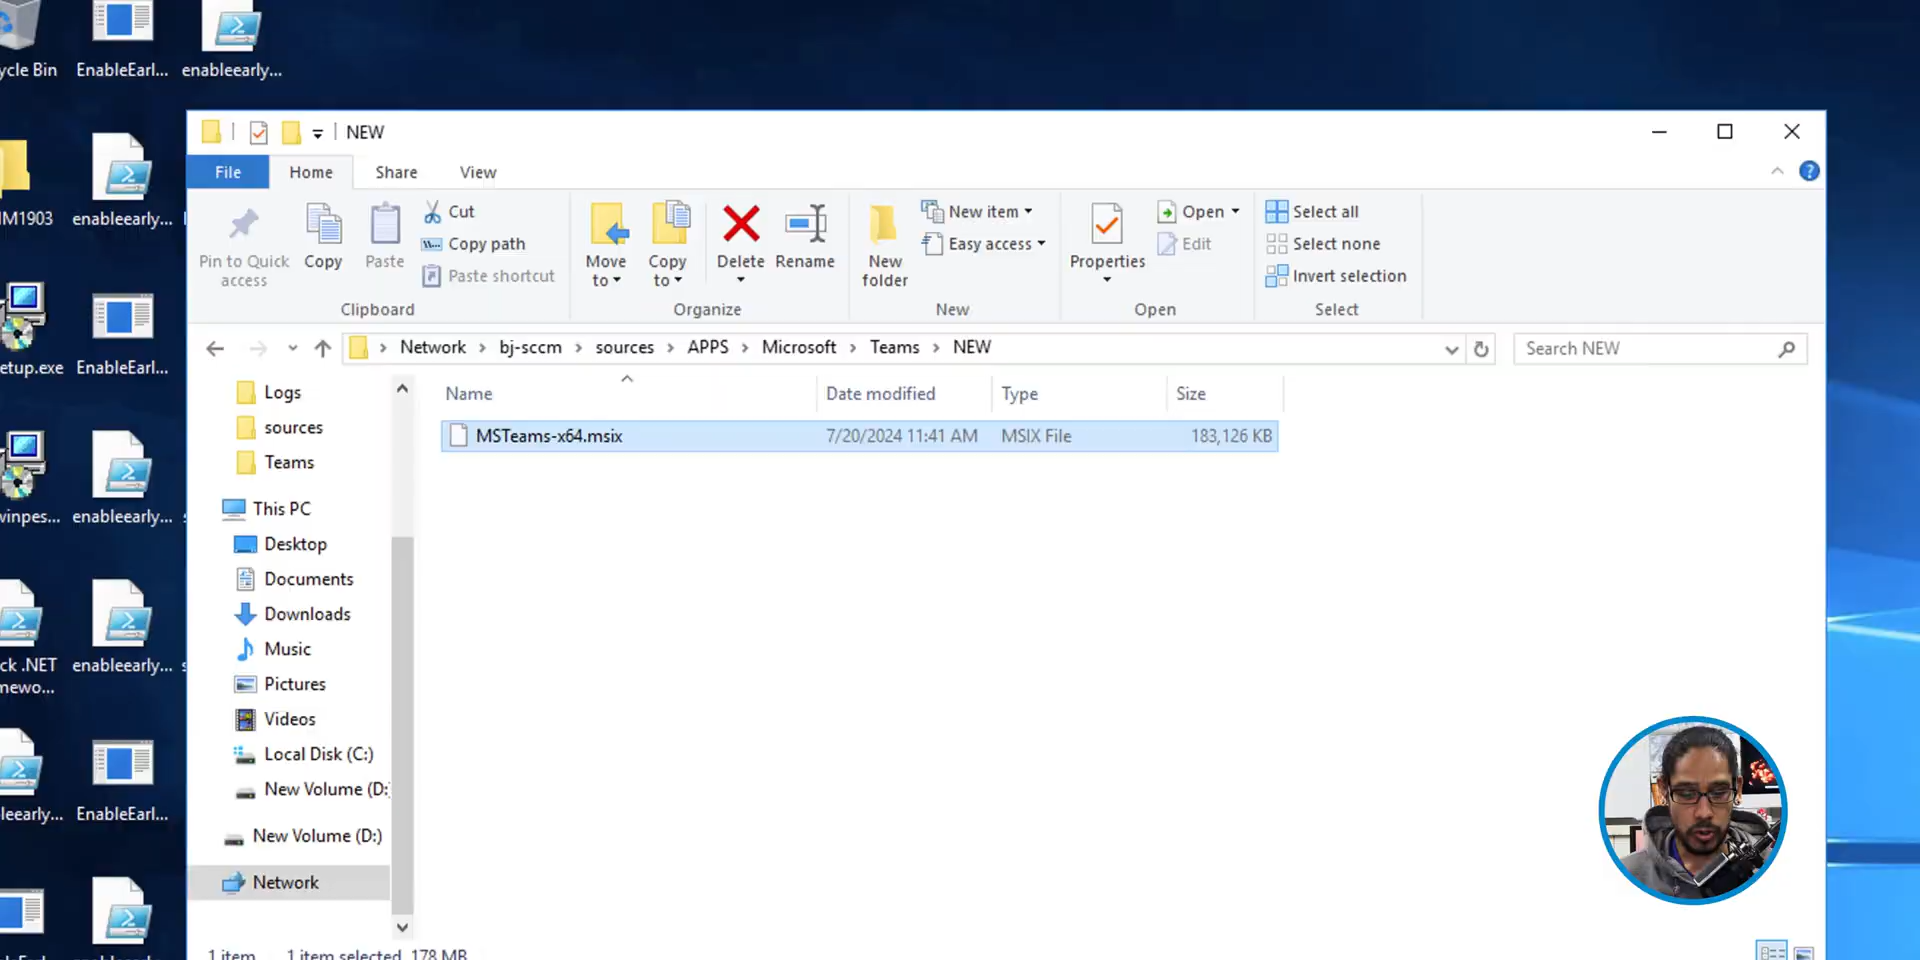 ycle Bin
EnableEarl...
enableearly...
NEW
File
Home
Share
View
Pin to Quick access
Copy
Paste
Cut
Copy path
Paste shortcut
Clipboard
Move to
Copy to
Delete
Rename
Organize
New folder
New item
Easy access
New
Properties
Open
Edit
Open
Select all
Select none
Invert selection
Select
Network
bj-sccm
sources
APPS
Microsoft
Teams
NEW
Search NEW
Name
Date modified
Type
Size
MSTeams-x64.msix
7/20/2024 11:41 AM
MSIX File
183,126 KB
Logs
sources
Teams
This PC
Desktop
Documents
Downloads
Music
Pictures
Videos
Local Disk (C:)
New Volume (D:)
New Volume (D:)
Network
1 item
1 item selected 178 MB
IM1903
enableearly...
etup.exe
EnableEarl...
winpes...
enableearly...
ck .NET
mewo...
enableearly...
leearly...
EnableEarl...